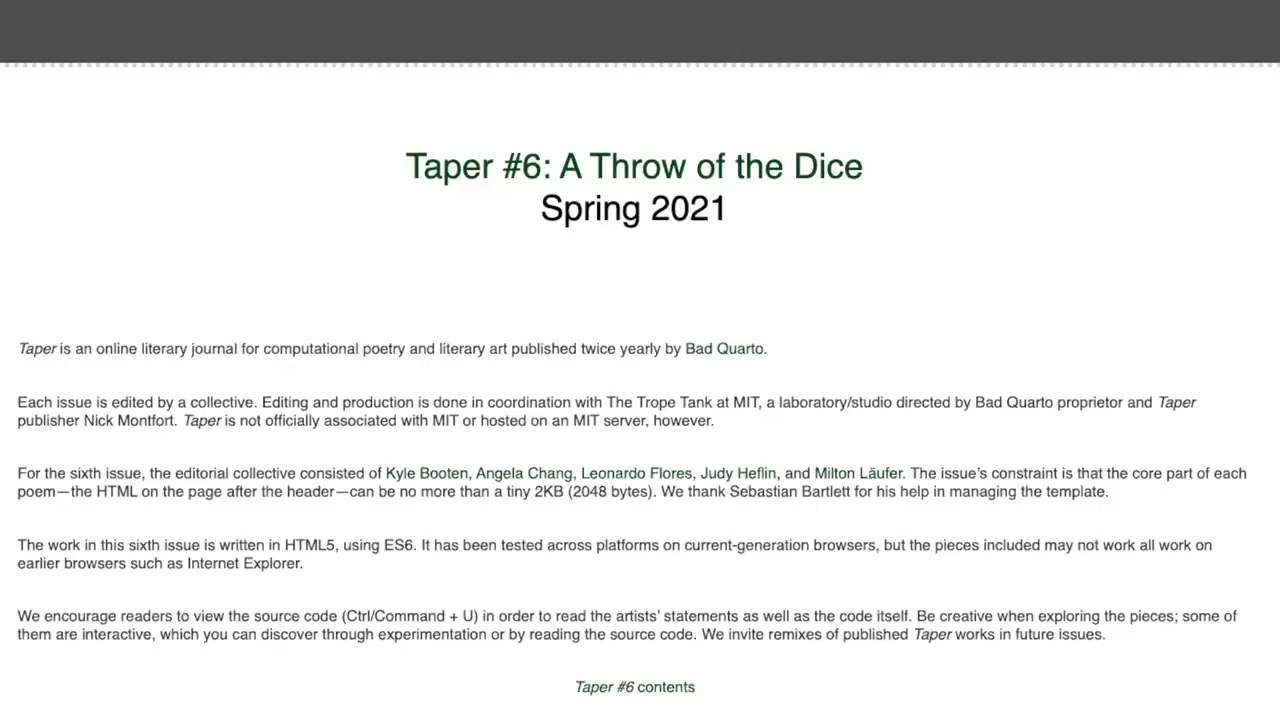 Taper #6: A Throw of the Dice
Spring 2021
Taper is an online literary journal for computational poetry and literary art published twice yearly by Bad Quarto.
Each issue is edited by a collective. Editing and production is done in coordination with The Trope Tank at MIT, a laboratory/studio directed by Bad Quarto proprietor and Taper
publisher Nick Montfort. Taper is not officially associated with MIT or hosted on an MIT server, however.
For the sixth issue, the editorial collective consisted of Kyle Booten, Angela Chang, Leonardo Flores, Judy Heflin, and Milton Läufer. The issue's constraint is that the core part of each
poem—the HTML on the page after the header—can be no more than a tiny 2KB (2048 bytes). We thank Sebastian Bartlett for his help in managing the template.
The work in this sixth issue is written in HTML5, using ES6. It has been tested across platforms on current-generation browsers, but the pieces included may not work all work on
earlier browsers such as Internet Explorer.
We encourage readers to view the source code (Ctrl/Command + U) in order to read the artists' statements as well as the code itself. Be creative when exploring the pieces; some of
them are interactive, which you can discover through experimentation or by reading the source code. We invite remixes of published Taper works in future issues.
Taper #6 contents